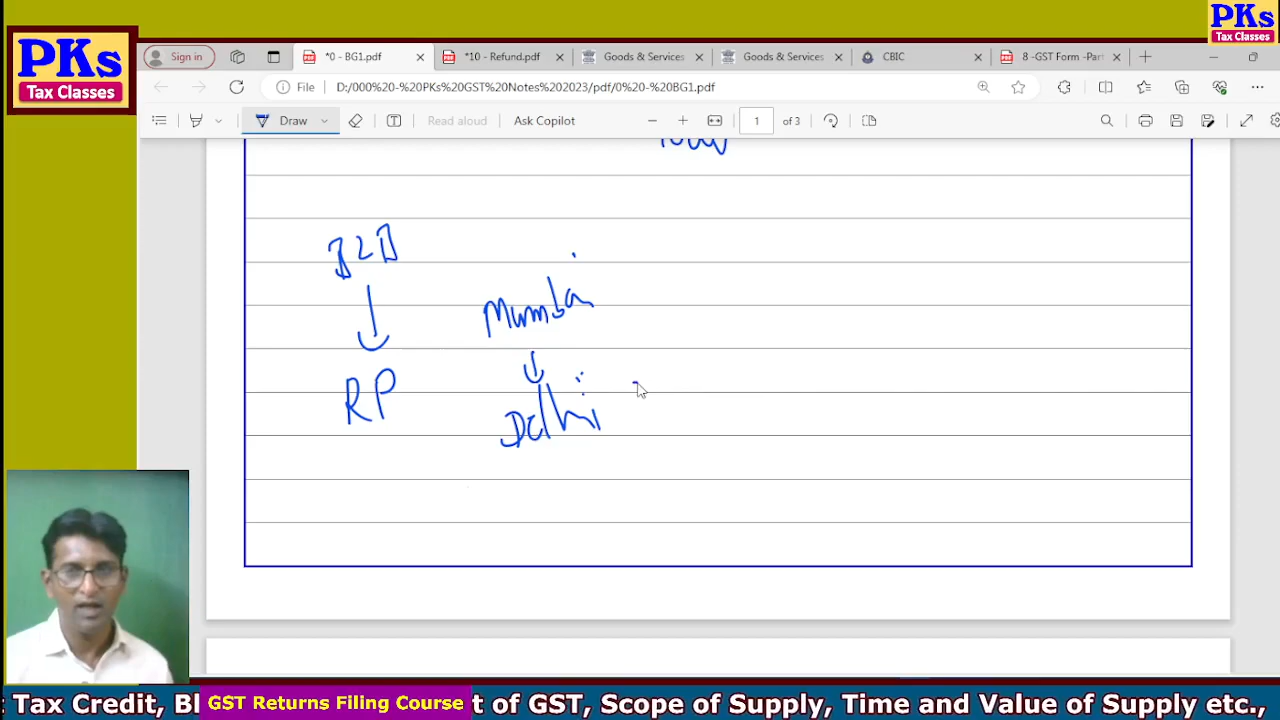 PKs
Tax Classes
PKs
Tax Classes
Sign in
*0 - BG1.pdf
*10 - Refund.pdf
Goods & Services
Goods & Services
CBIC
8 -GST Form -Part
File
D:/000%20-%20PKs%20GST%20Notes%202023/pdf/0%20-%20BG1.pdf
Draw
Read aloud
Ask Copilot
1
of 3
B2B
RP
Mumbai
Delhi
Tax Credit, Bl
GST Returns Filing Course
t of GST, Scope of Supply, Time and Value of Supply etc.,